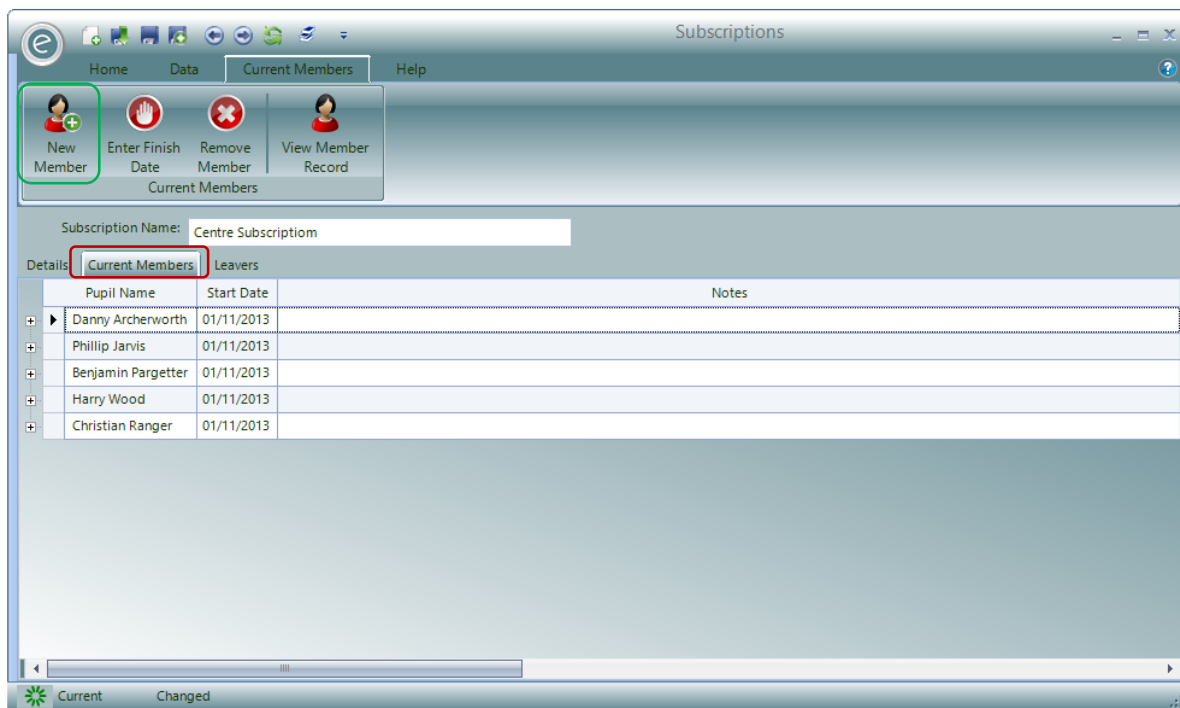 Subscriptions
e
Home Data Current Members Help
New Member Enter Finish Date Remove Member View Member Record
Current Members
Subscription Name: Centre Subscriptiom
Details Current Members Leavers
Pupil Name Start Date Notes
Danny Archerworth 01/11/2013
Phillip Jarvis 01/11/2013
Benjamin Pargetter 01/11/2013
Harry Wood 01/11/2013
Christian Ranger 01/11/2013
Current Changed